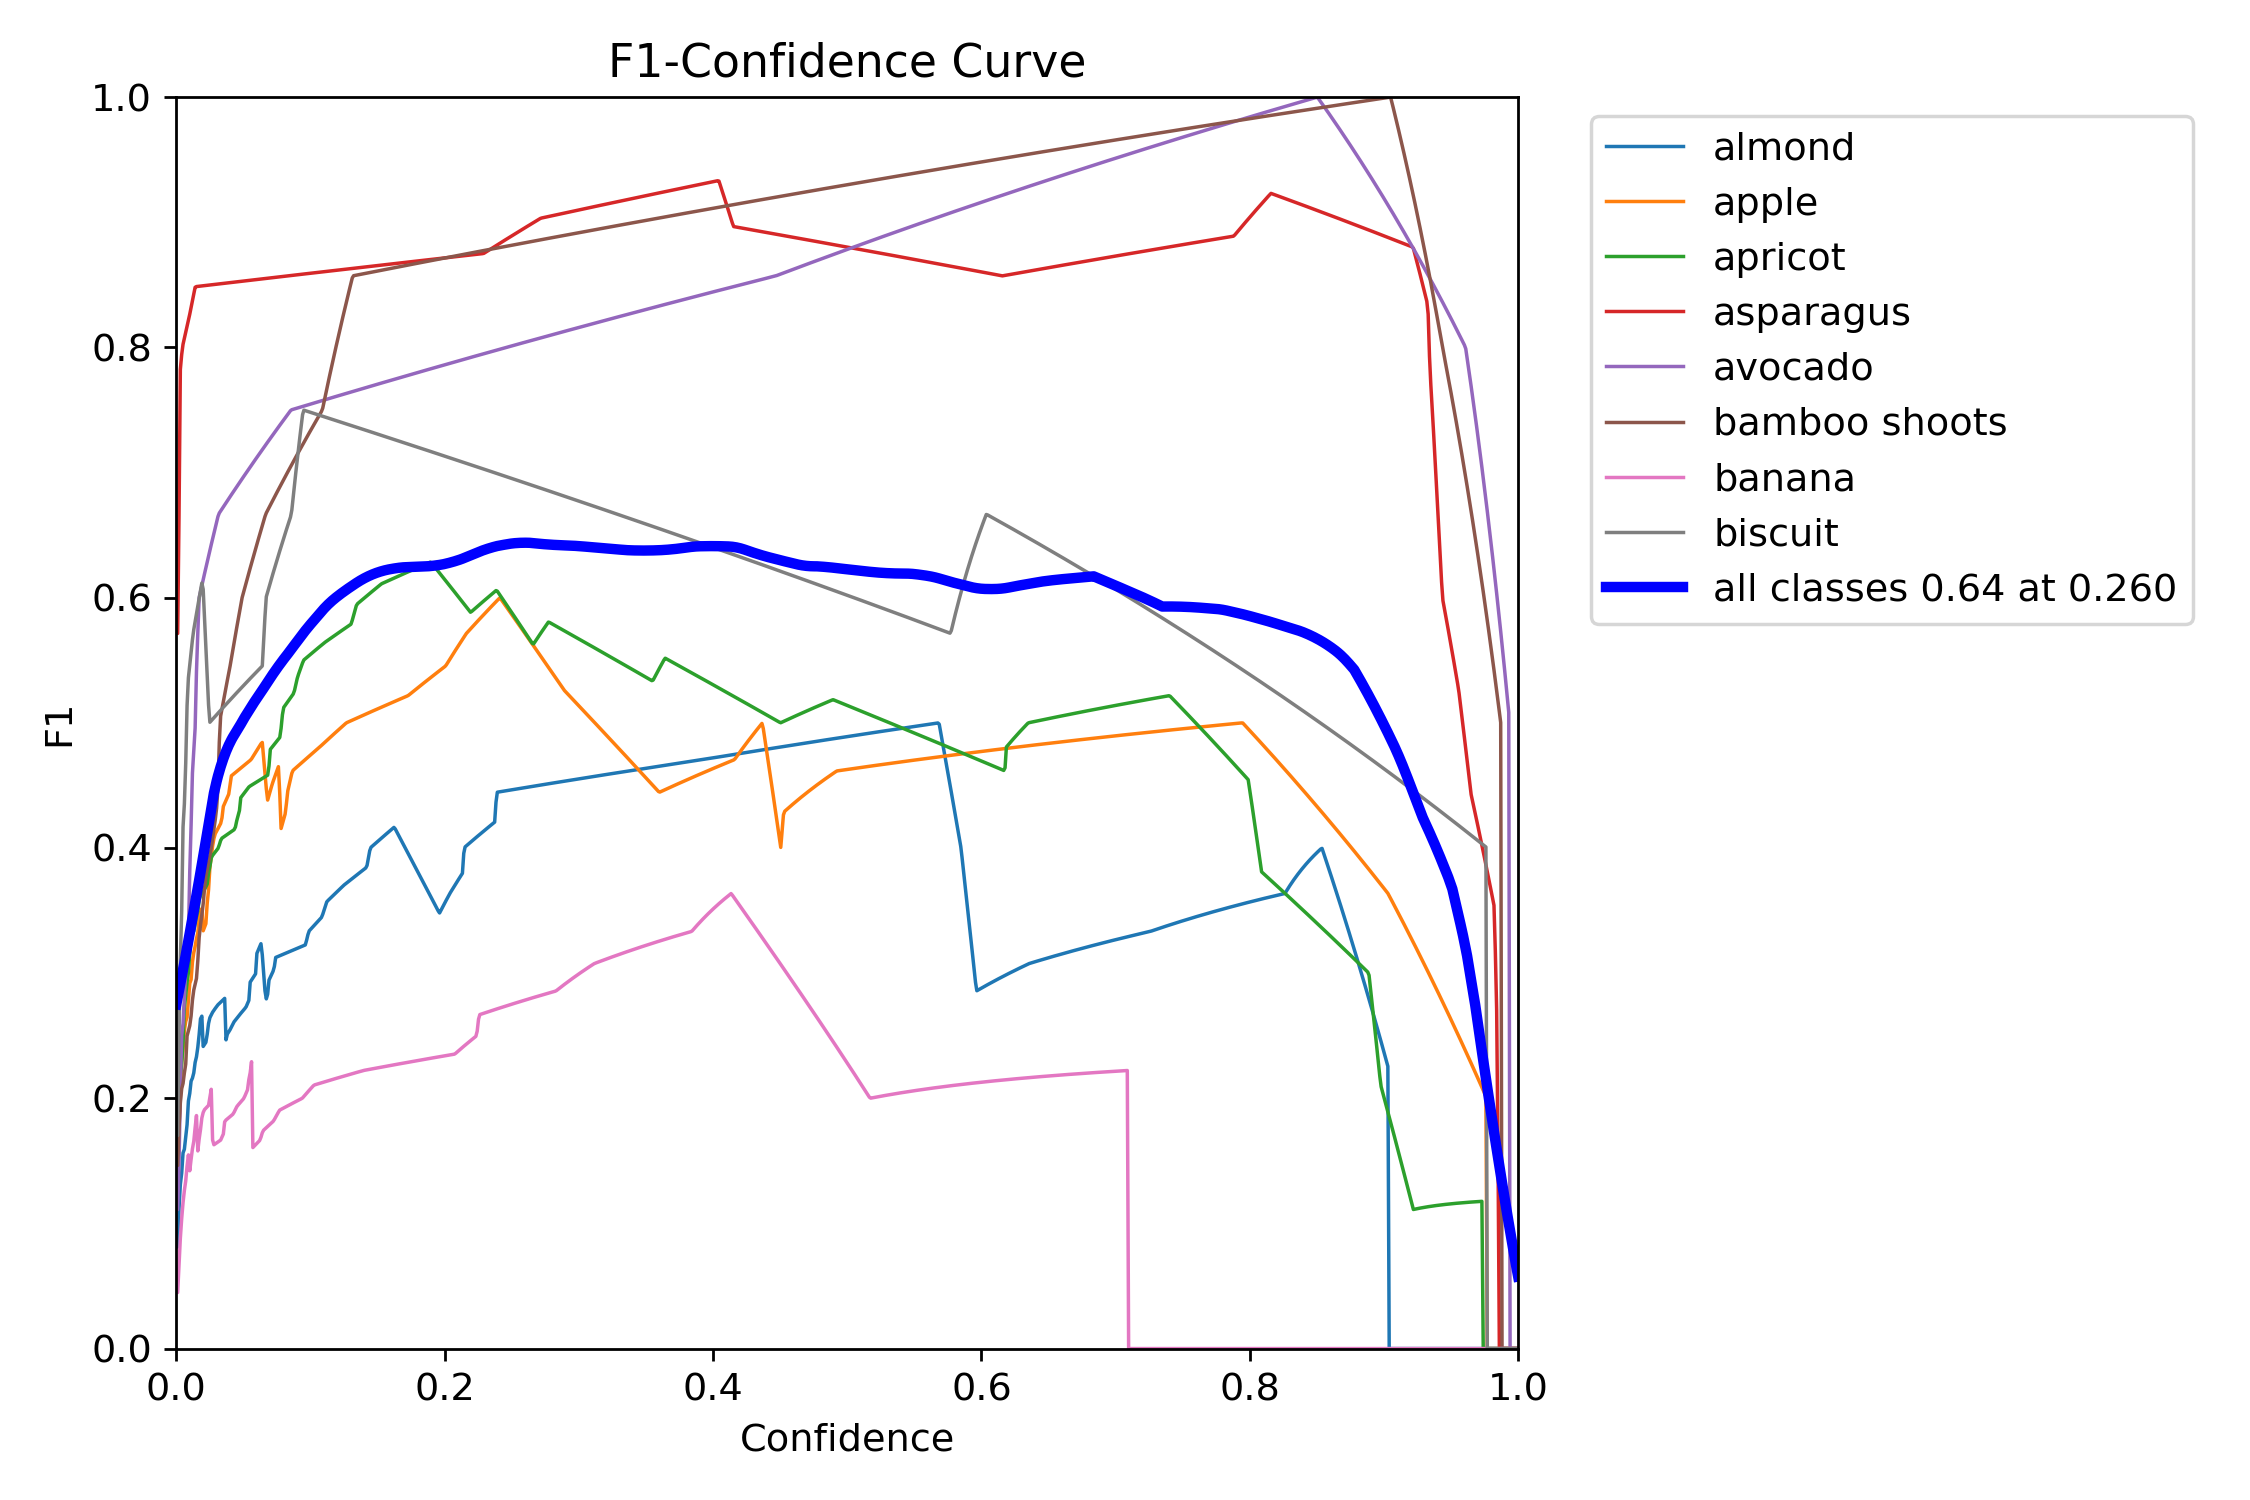 F1-Confidence Curve
1.0
0.8
0.6
0.4
0.2
0.0
F1
0.0 0.2 0.4 0.6 0.8 1.0
Confidence
almond
apple
apricot
asparagus
avocado
bamboo shoots
banana
biscuit
all classes 0.64 at 0.260